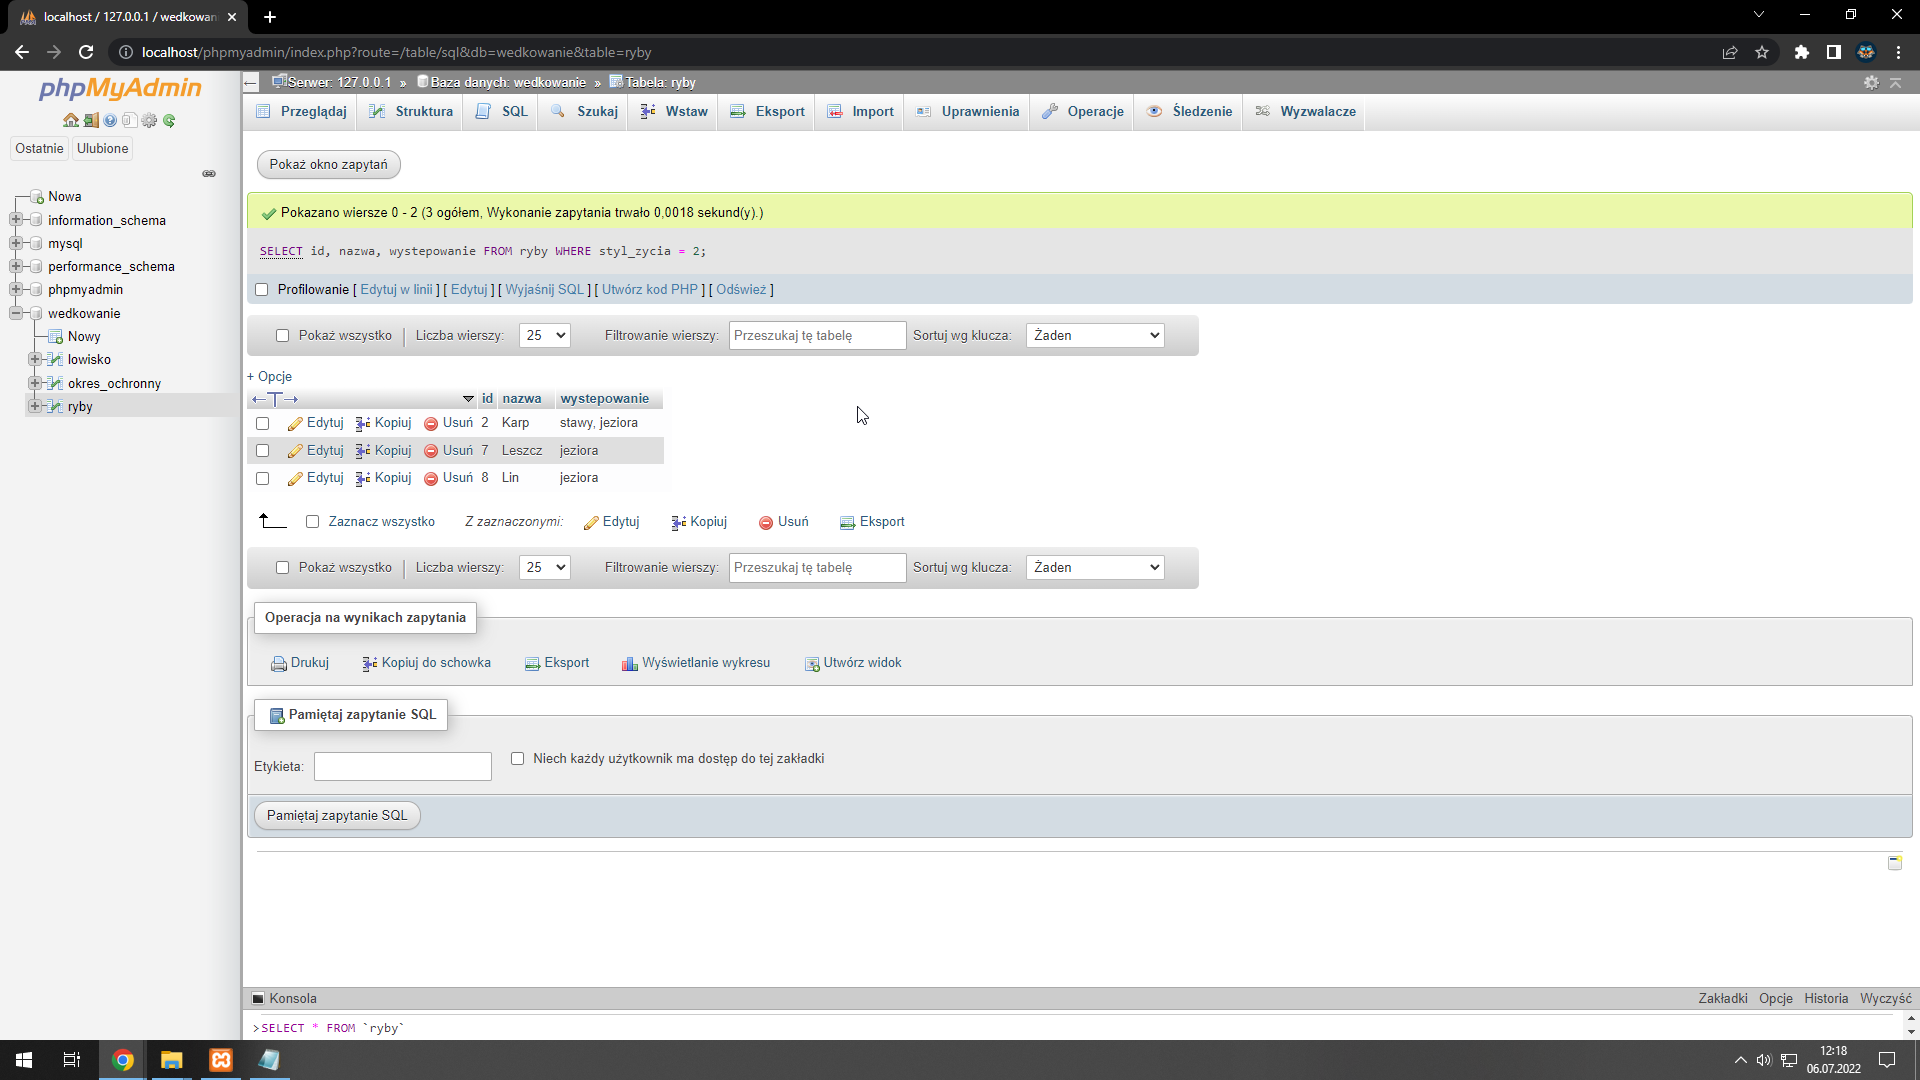 localhost / 127.0.0.1 / wedkowan
localhost/phpmyadmin/index.php?route=/table/sql&db=wedkowanie&table=ryby
phpMyAdmin
Ostatnie Ulubione
Nowa
information_schema
mysql
performance_schema
phpmyadmin
wedkowanie
Nowy
lowisko
okres_ochronny
ryby
Serwer: 127.0.0.1 » Baza danych: wedkowanie » Tabela: ryby
Przeglądaj Struktura SQL Szukaj Wstaw Eksport Import Uprawnienia Operacje Śledzenie Wyzwalacze
Pokaż okno zapytań
Pokazano wiersze 0 - 2 (3 ogółem, Wykonanie zapytania trwało 0,0018 sekund(y).)
SELECT id, nazwa, wystepowanie FROM ryby WHERE styl_zycia = 2;
Profilowanie [ Edytuj w linii ] [ Edytuj ] [ Wyjaśnij SQL ] [ Utwórz kod PHP ] [ Odśwież ]
Pokaż wszystko | Liczba wierszy: 25 Filtrowanie wierszy: Przeszukaj tę tabelę Sortuj wg klucza: Żaden
+ Opcje
←T→ id nazwa wystepowanie
Edytuj Kopiuj Usuń 2 Karp stawy, jeziora
Edytuj Kopiuj Usuń 7 Leszcz jeziora
Edytuj Kopiuj Usuń 8 Lin jeziora
Zaznacz wszystko Z zaznaczonymi: Edytuj Kopiuj Usuń Eksport
Pokaż wszystko | Liczba wierszy: 25 Filtrowanie wierszy: Przeszukaj tę tabelę Sortuj wg klucza: Żaden
Operacja na wynikach zapytania
Drukuj Kopiuj do schowka Eksport Wyświetlanie wykresu Utwórz widok
Pamiętaj zapytanie SQL
Etykieta: Niech każdy użytkownik ma dostęp do tej zakładki
Pamiętaj zapytanie SQL
Konsola Zakładki Opcje Historia Wyczyść
>SELECT * FROM `ryby`
12:18
06.07.2022